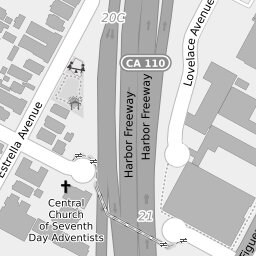 20C
CA 110
Lovelace Avenue
Harbor Freeway
Harbor Freeway
Estrella Avenue
Central
Church
of Seventh
Day Adventists
21